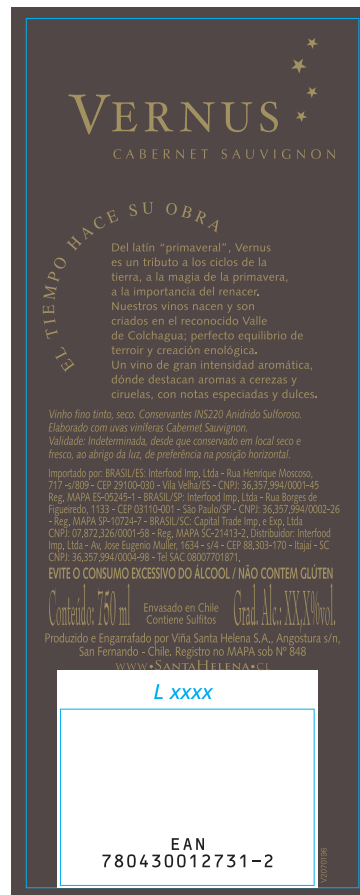 VERNUS
CABERNET SAUVIGNON
EL TIEMPO HACE SU OBRA
Del latín “primaveral”, Vernus
es un tributo a los ciclos de la
tierra, a la magia de la primavera,
a la importancia del renacer.
Nuestros vinos nacen y son
criados en el reconocido Valle
de Colchagua; perfecto equilibrio de
terroir y creación enológica.
Un vino de gran intensidad aromática,
dónde destacan aromas a cerezas y
ciruelas, con notas especiadas y dulces.
Vinho fino tinto, seco. Conservantes INS220 Anidrido Sulforoso.
Elaborado com uvas viníferas Cabernet Sauvignon.
Validade: Indeterminada, desde que conservado em local seco e
fresco, ao abrigo da luz, de preferência na posição horizontal.
Importado por: BRASIL/ES: Interfood Imp, Ltda - Rua Henrique Moscoso,
717 -s/809 - CEP 29100-030 - Vila Velha/ES - CNPJ: 36,357,994/0001-45
Reg, MAPA ES-05245-1 - BRASIL/SP: Interfood Imp, Ltda - Rua Borges de
Figueiredo, 1133 - CEP 03110-001 - São Paulo/SP - CNPJ: 36,357,994/0002-26
- Reg, MAPA SP-10724-7 - BRASIL/SC: Capital Trade Imp, e Exp, Ltda
CNPJ: 07,872,326/0001-58 - Reg, MAPA SC-21413-2, Distribuidor: Interfood
Imp, Ltda - Av, Jose Eugenio Muller, 1634 - s/4 - CEP 88,303-170 - Itajai - SC
CNPJ: 36,357,994/0004-98 - Tel SAC 08007701871,
EVITE O CONSUMO EXCESSIVO DO ÁLCOOL / NÃO CONTEM GLÚTEN
Conteúdo: 750 ml
Envasado en Chile
Contiene Sulfitos
Grad. Alc.: XX,X%vol.
Produzido e Engarrafado por Viña Santa Helena S.A., Angostura s/n,
San Fernando - Chile. Registro no MAPA sob Nº 848
WWW•SANTAHELENA•CL
L xxxx
EAN
780430012731-2
V2070196